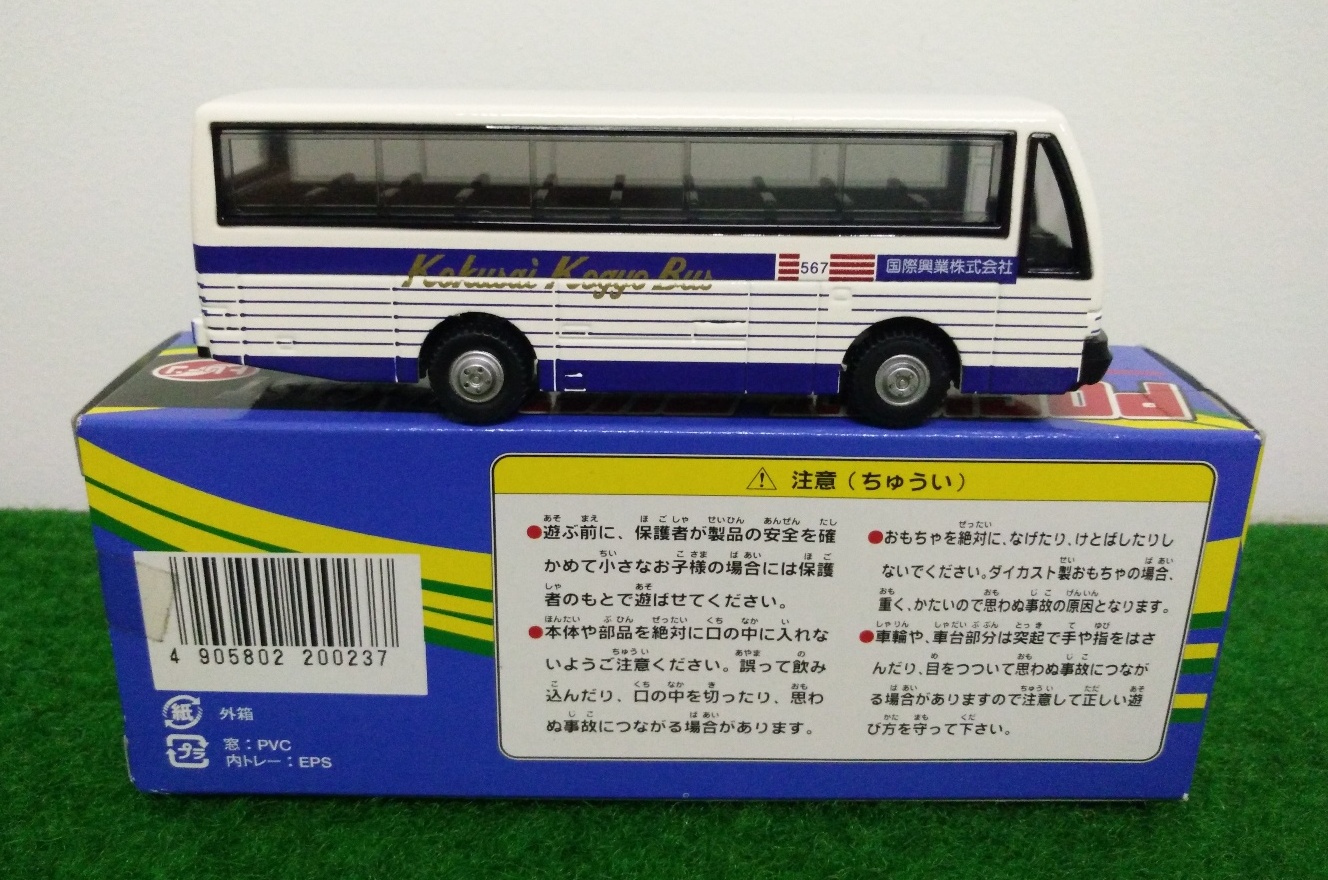 Kokusai Kogyo Bus
567
国際興業株式会社
注意(ちゅうい)
●遊ぶ前に、保護者が製品の安全を確
かめて小さなお子様の場合には保護
者のもとで遊ばせてください。
●本体や部品を絶対に口の中に入れな
いようご注意ください。誤って飲み
込んだり、口の中を切ったり、思わ
ぬ事故につながる場合があります。
●おもちゃを絶対に、なげたり、けとばしたりし
ないでください。ダイカスト製おもちゃの場合、
重く、かたいので思わぬ事故の原因となります。
●車輪や、車台部分は突起で手や指をはさ
んだり、目をつついて思わぬ事故につなが
る場合がありますので注意して正しい遊
び方を守って下さい。
4 905802 200237
紙 外箱
プラ 窓:PVC
内トレー:EPS